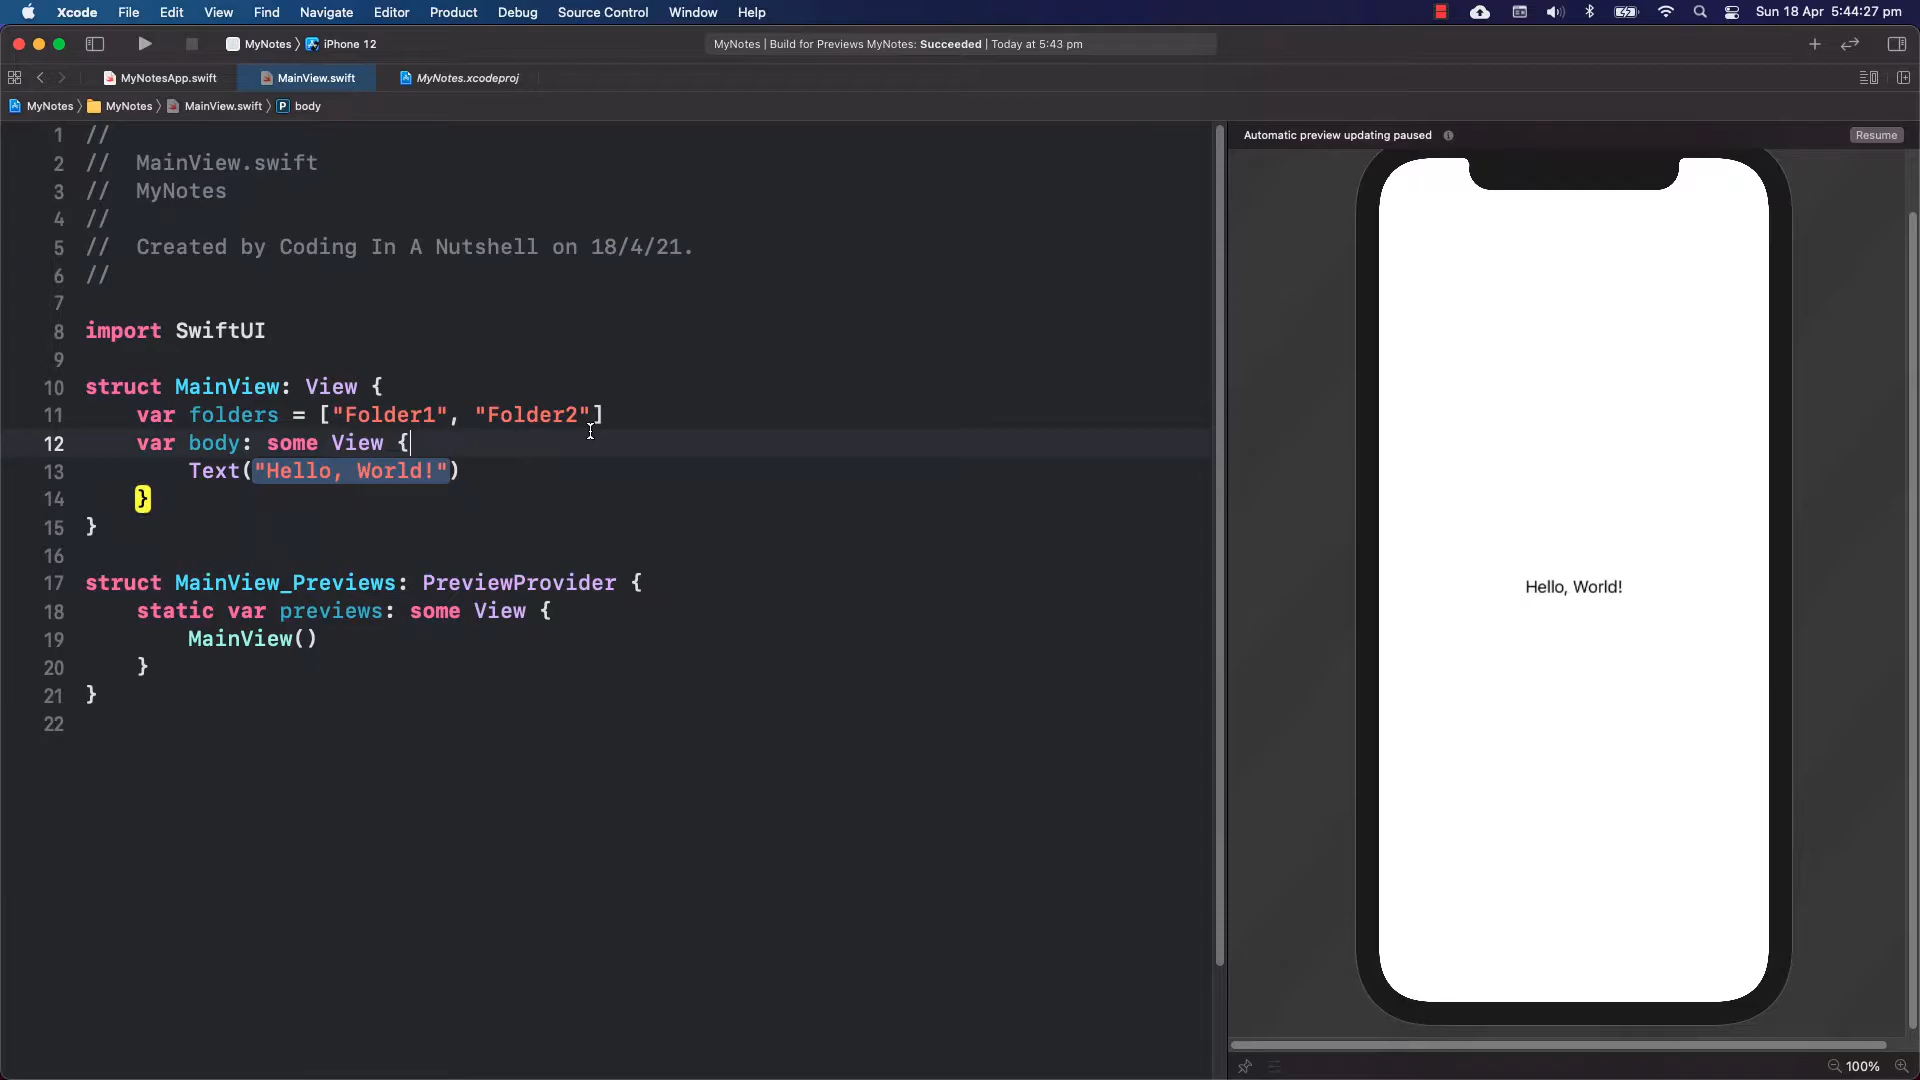 Xcode File Edit View Find Navigate Editor Product Debug Source Control Window Help Sun 18 Apr 5:44:27 pm
MyNotes iPhone 12 MyNotes | Build for Previews MyNotes: Succeeded | Today at 5:43 pm
MyNotesApp.swift MainView.swift MyNotes.xcodeproj
MyNotes MyNotes MainView.swift P body
1 //
2 // MainView.swift
3 // MyNotes
4 //
5 // Created by Coding In A Nutshell on 18/4/21.
6 //
7
8 import SwiftUI
9
10 struct MainView: View {
11 var folders = ["Folder1", "Folder2"]
12 var body: some View {
13 Text("Hello, World!")
14 }
15 }
16
17 struct MainView_Previews: PreviewProvider {
18 static var previews: some View {
19 MainView()
20 }
21 }
22
Automatic preview updating paused Resume
Hello, World!
100%